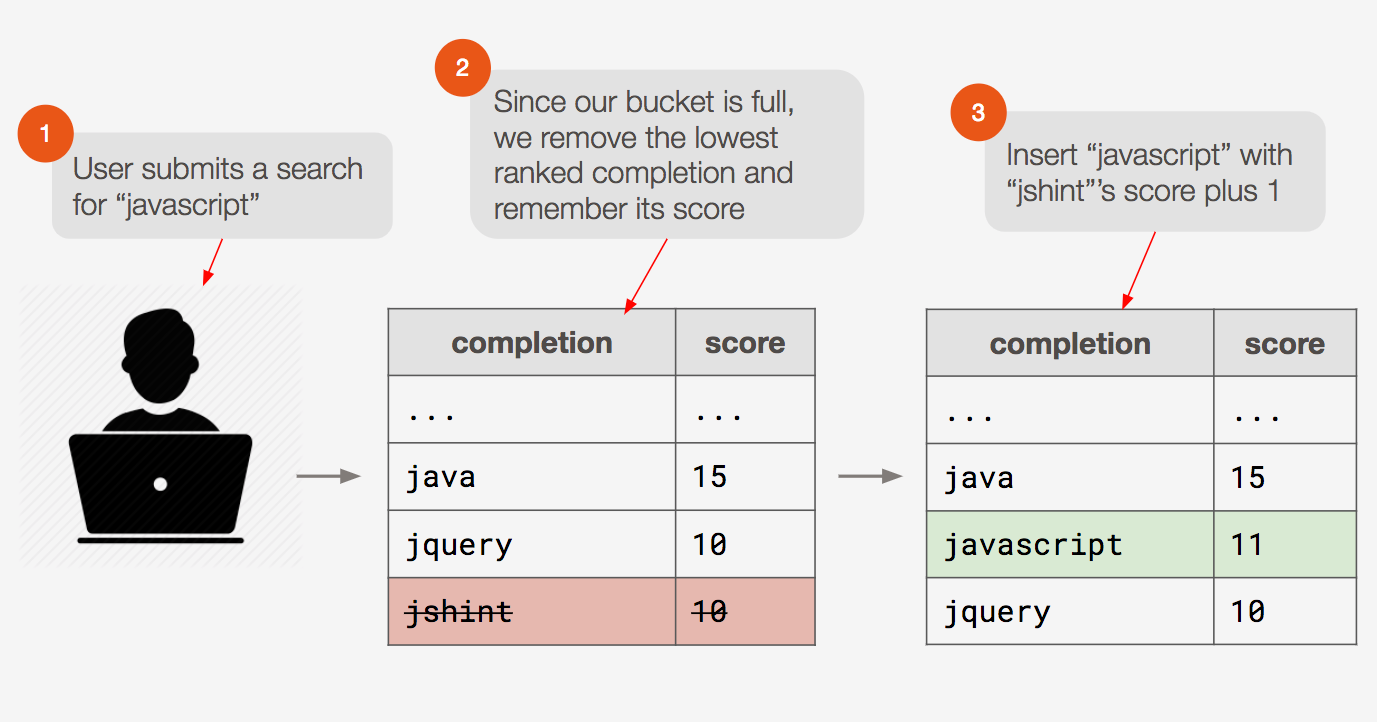 1
User submits a search
for “javascript”
2
Since our bucket is full,
we remove the lowest
ranked completion and
remember its score
3
Insert “javascript” with
“jshint”’s score plus 1
completion score
... ...
java 15
jquery 10
jshint 10
completion score
... ...
java 15
javascript 11
jquery 10